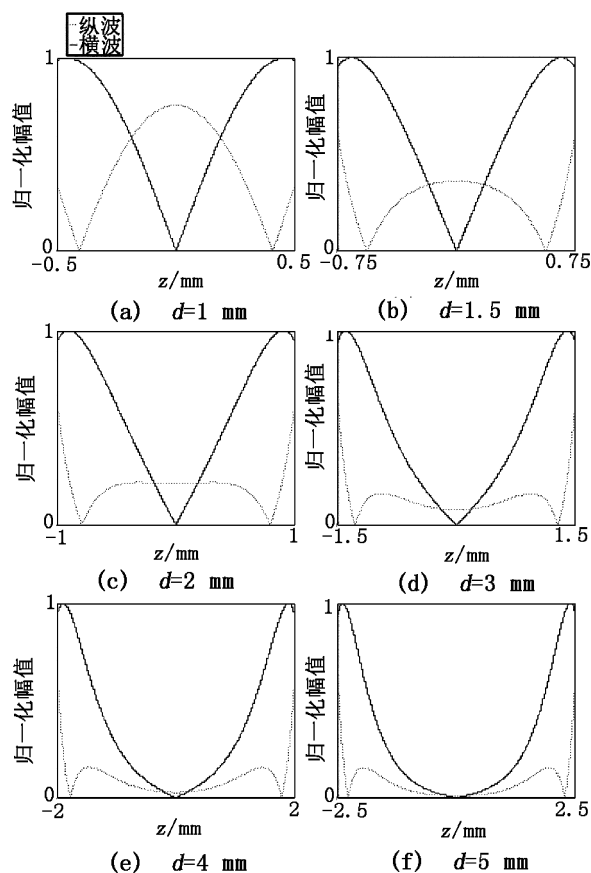 纵波
横波
1
归一化幅值
0
-0.5
0.5
z/mm
(a) d=1 mm
1
归一化幅值
0
-0.75
0.75
z/mm
(b) d=1.5 mm
1
归一化幅值
0
-1
1
z/mm
(c) d=2 mm
1
归一化幅值
0
-1.5
1.5
z/mm
(d) d=3 mm
1
归一化幅值
0
-2
2
z/mm
(e) d=4 mm
1
归一化幅值
0
-2.5
2.5
z/mm
(f) d=5 mm